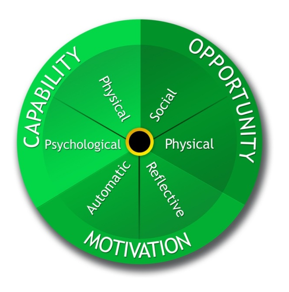 CAPABILITY
OPPORTUNITY
MOTIVATION
Physical
Social
Psychological
Physical
Automatic
Reflective